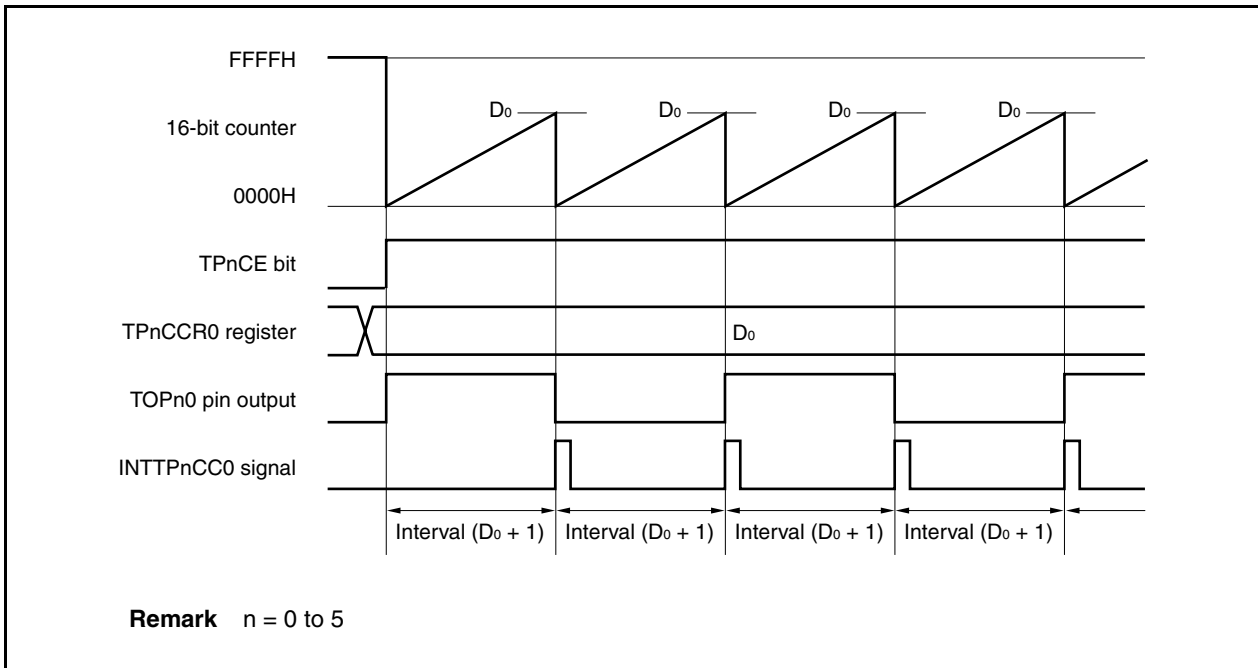 FFFFH
D0 D0 D0 D0
16-bit counter
0000H
TPnCE bit
TPnCCR0 register
D0
TOPn0 pin output
INTTPnCC0 signal
Interval (D0 + 1) Interval (D0 + 1) Interval (D0 + 1) Interval (D0 + 1)
Remark n = 0 to 5